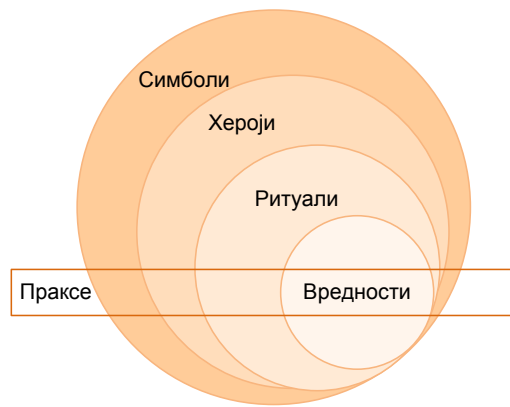 Симболи
Хероји
Ритуали
Праксе
Вредности